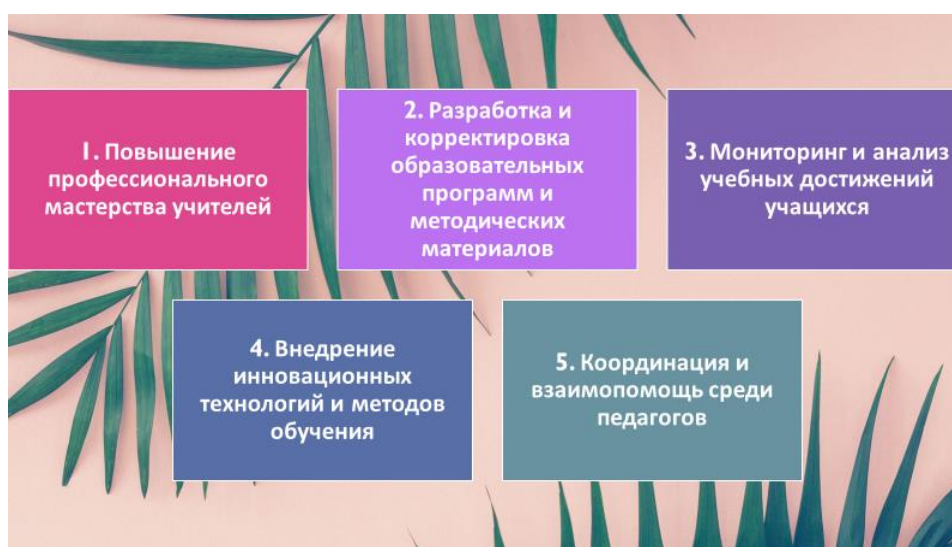 1. Повышение
профессионального
мастерства учителей
2. Разработка и
корректировка
образовательных
программ и
методических
материалов
3. Мониторинг и анализ
учебных достижений
учащихся
4. Внедрение
инновационных
технологий и методов
обучения
5. Координация и
взаимопомощь среди
педагогов